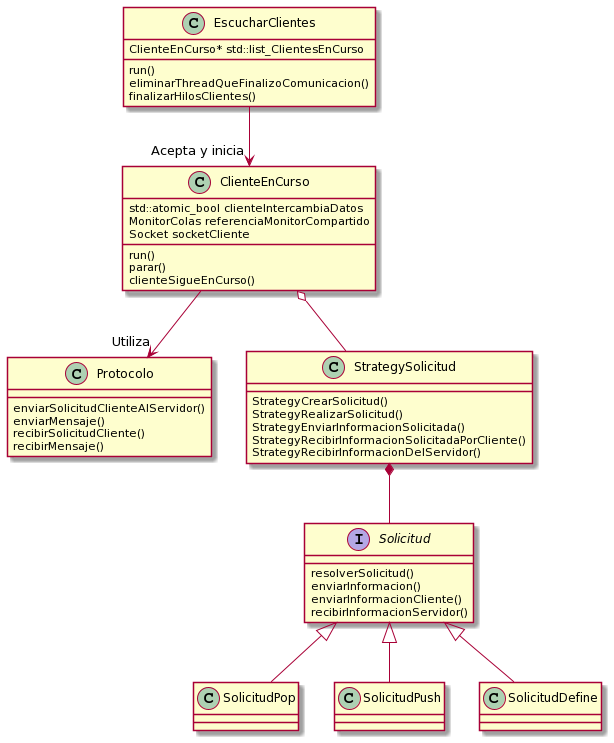 C EscucharClientes
ClienteEnCurso* std::list_ClientesEnCurso
run()
eliminarThreadQueFinalizoComunicacion()
finalizarHilosClientes()
Acepta y inicia
C ClienteEnCurso
std::atomic_bool clienteIntercambiaDatos
MonitorColas referenciaMonitorCompartido
Socket socketCliente
run()
parar()
clienteSigueEnCurso()
Utiliza
C Protocolo
enviarSolicitudClienteAlServidor()
enviarMensaje()
recibirSolicitudCliente()
recibirMensaje()
C StrategySolicitud
StrategyCrearSolicitud()
StrategyRealizarSolicitud()
StrategyEnviarInformacionSolicitada()
StrategyRecibirInformacionSolicitadaPorCliente()
StrategyRecibirInformacionDelServidor()
I Solicitud
resolverSolicitud()
enviarInformacion()
enviarInformacionCliente()
recibirInformacionServidor()
C SolicitudPop
C SolicitudPush
C SolicitudDefine